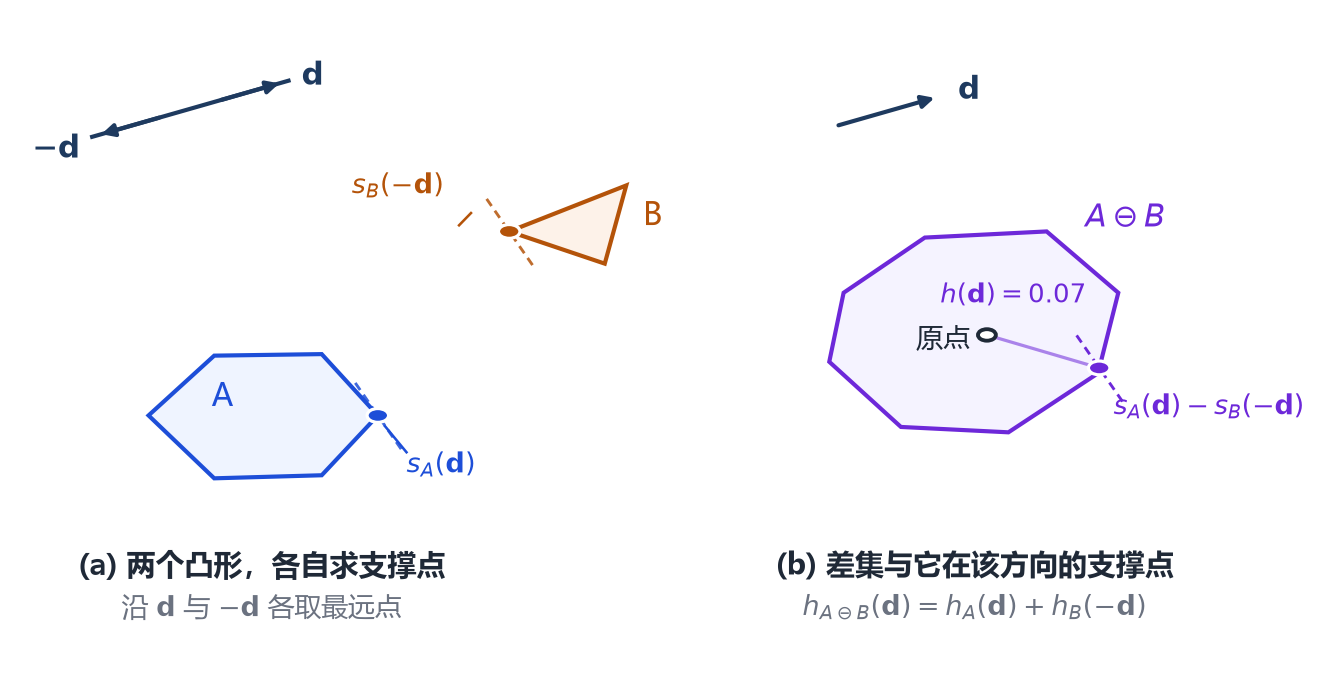 d
−d
s_B(−d)
B
A
s_A(d)
(a) 两个凸形，各自求支撑点
沿 d 与 −d 各取最远点
d
A ⊖ B
h(d) = 0.07
原点
s_A(d) − s_B(−d)
(b) 差集与它在该方向的支撑点
h_{A⊖B}(d) = h_A(d) + h_B(−d)